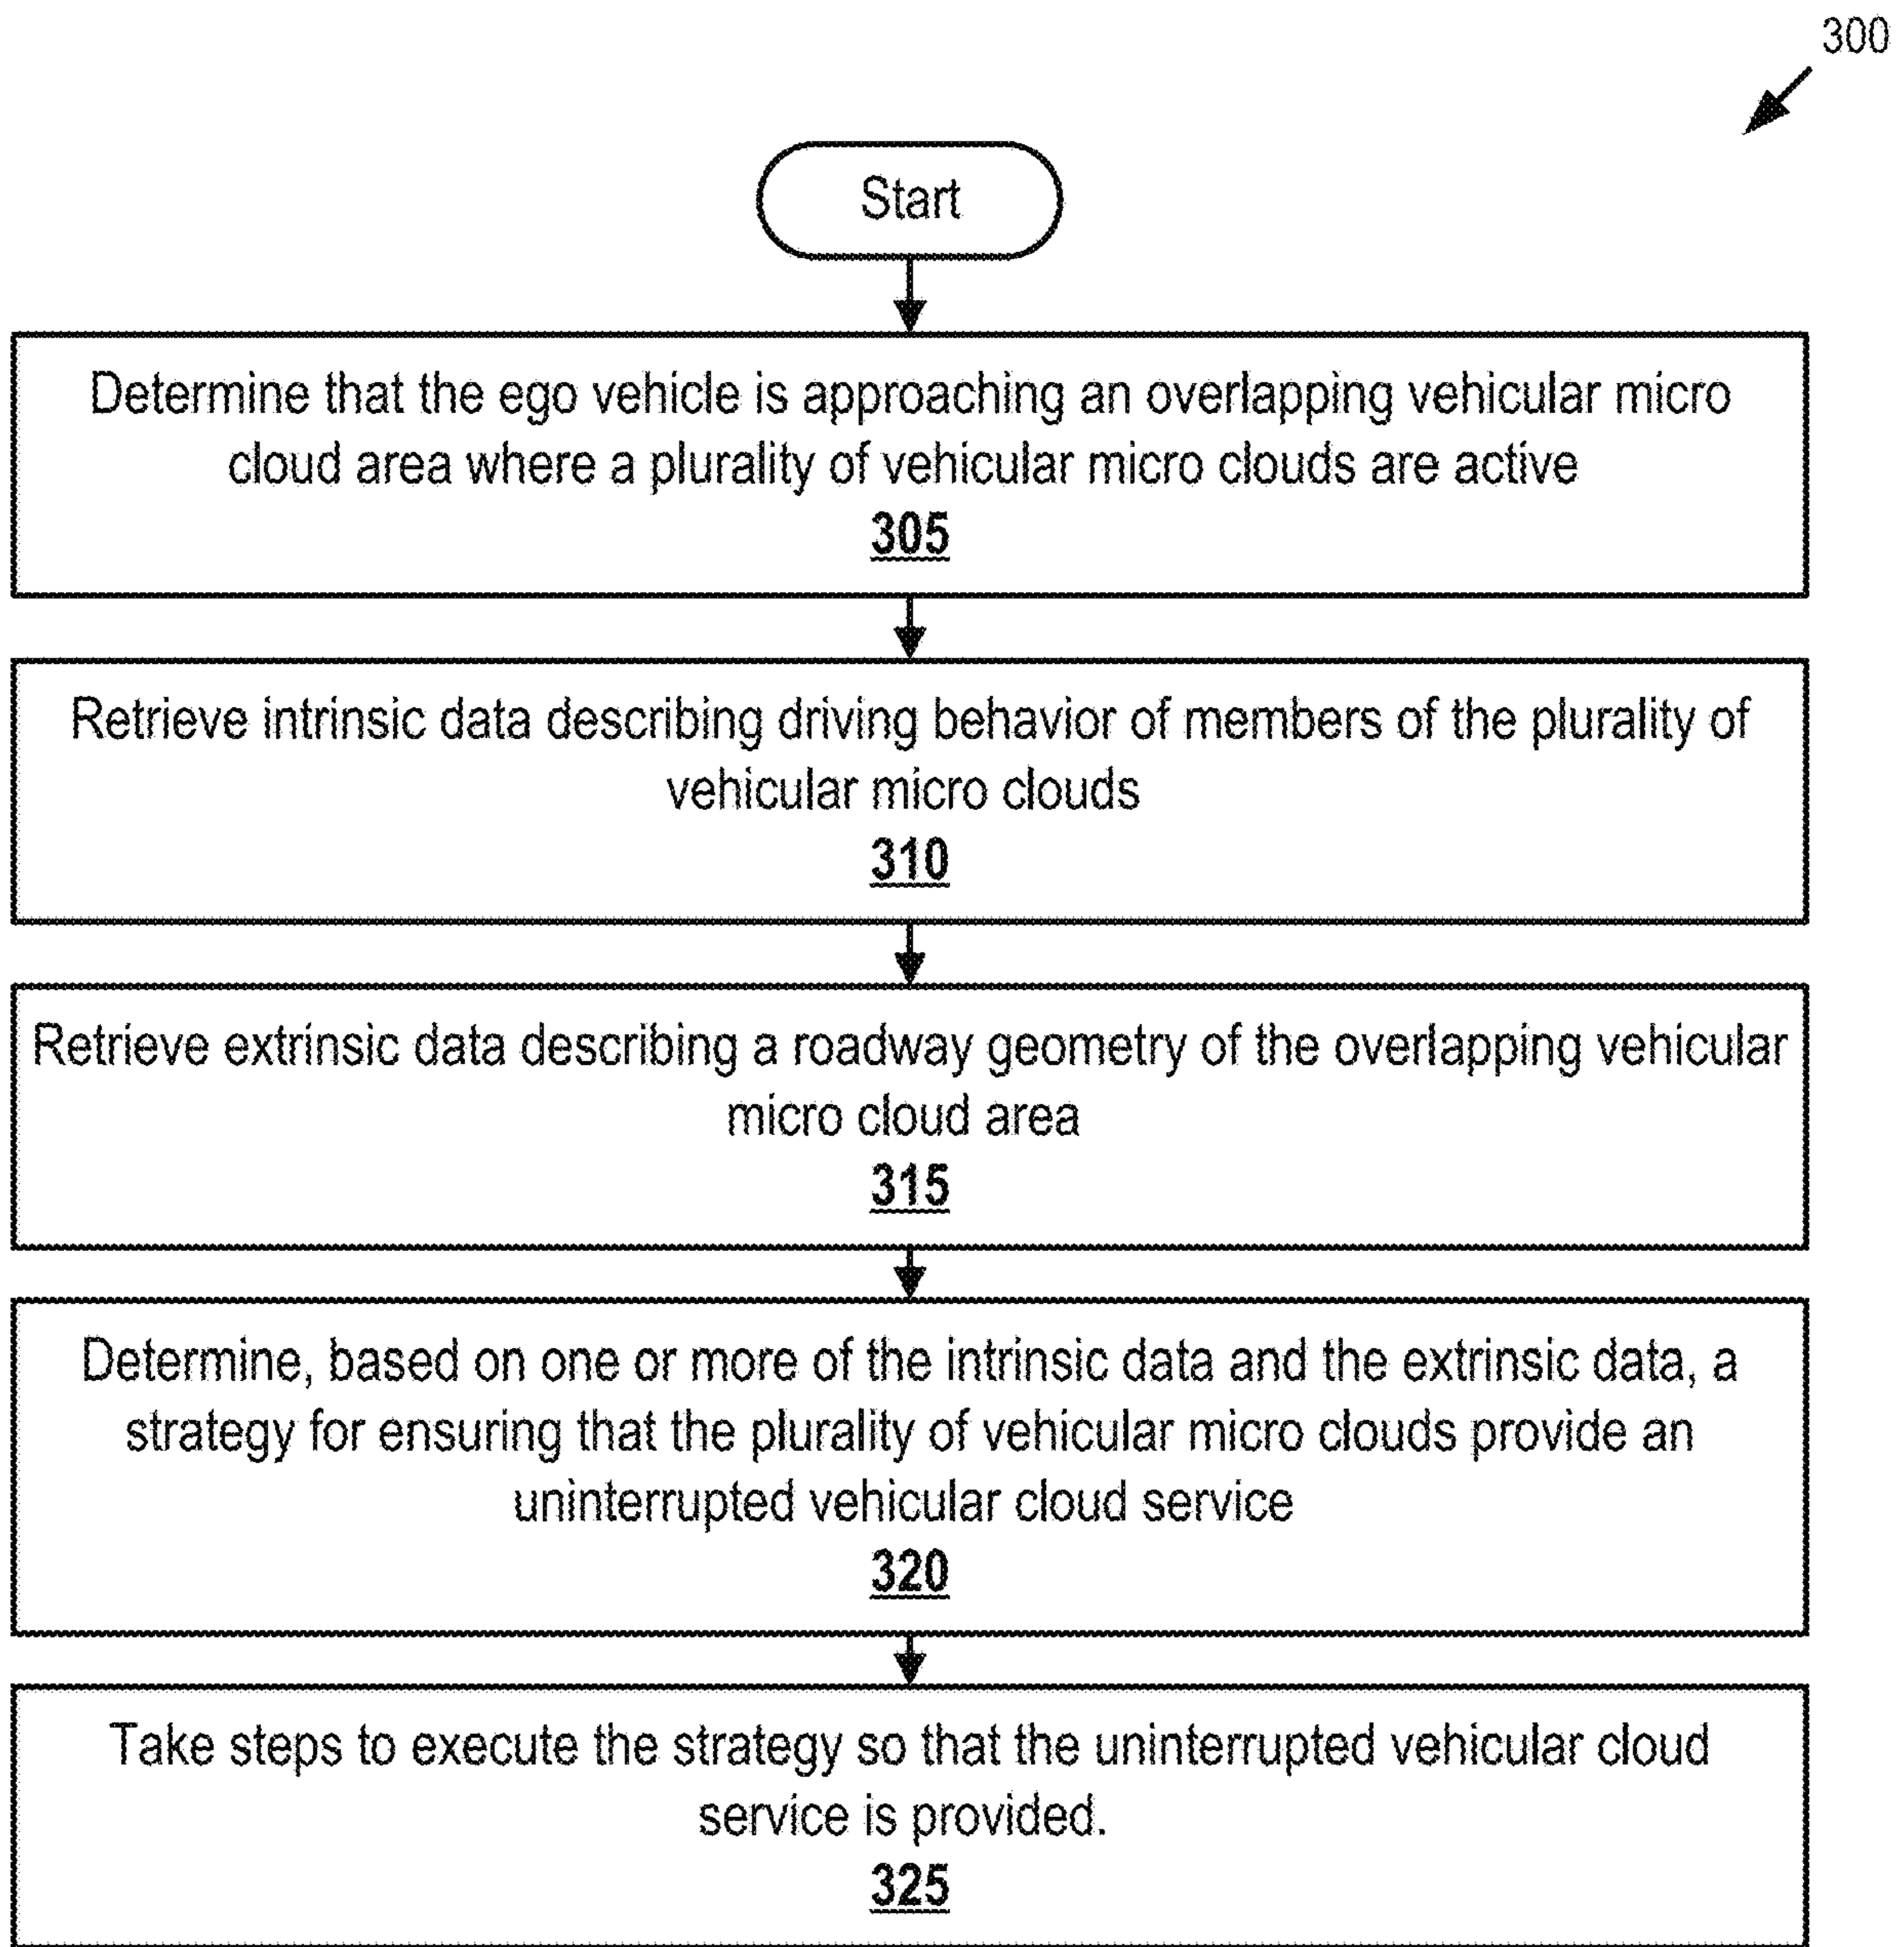 300
Start
Determine that the ego vehicle is approaching an overlapping vehicular micro
cloud area where a plurality of vehicular micro clouds are active
305
Retrieve intrinsic data describing driving behavior of members of the plurality of
vehicular micro clouds
310
Retrieve extrinsic data describing a roadway geometry of the overlapping vehicular
micro cloud area
315
Determine, based on one or more of the intrinsic data and the extrinsic data, a
strategy for ensuring that the plurality of vehicular micro clouds provide an
uninterrupted vehicular cloud service
320
Take steps to execute the strategy so that the uninterrupted vehicular cloud
service is provided.
325